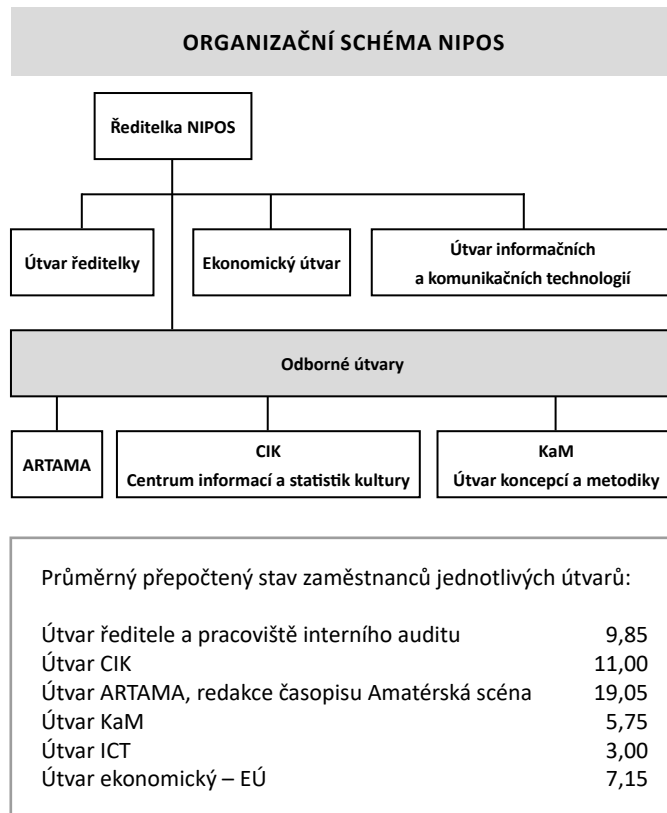 ORGANIZAČNÍ SCHÉMA NIPOS
Ředitelka NIPOS
Útvar ředitelky
Ekonomický útvar
Útvar informačních
a komunikačních technologií
Odborné útvary
ARTAMA
CIK
Centrum informací a statistik kultury
KaM
Útvar koncepcí a metodiky
Průměrný přepočtený stav zaměstnanců jednotlivých útvarů:
Útvar ředitele a pracoviště interního auditu 9,85
Útvar CIK 11,00
Útvar ARTAMA, redakce časopisu Amatérská scéna 19,05
Útvar KaM 5,75
Útvar ICT 3,00
Útvar ekonomický – EÚ 7,15